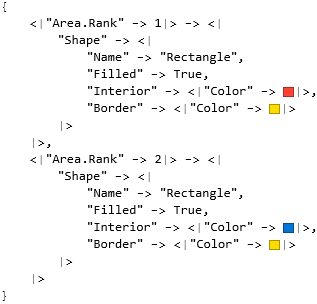 {
<|"Area.Rank" -> 1|> -> <|
"Shape" -> <|
"Name" -> "Rectangle",
"Filled" -> True,
"Interior" -> <|"Color" -> |>,
"Border" -> <|"Color" -> |>
|>
|>,
<|"Area.Rank" -> 2|> -> <|
"Shape" -> <|
"Name" -> "Rectangle",
"Filled" -> True,
"Interior" -> <|"Color" -> |>,
"Border" -> <|"Color" -> |>
|>
|>
}